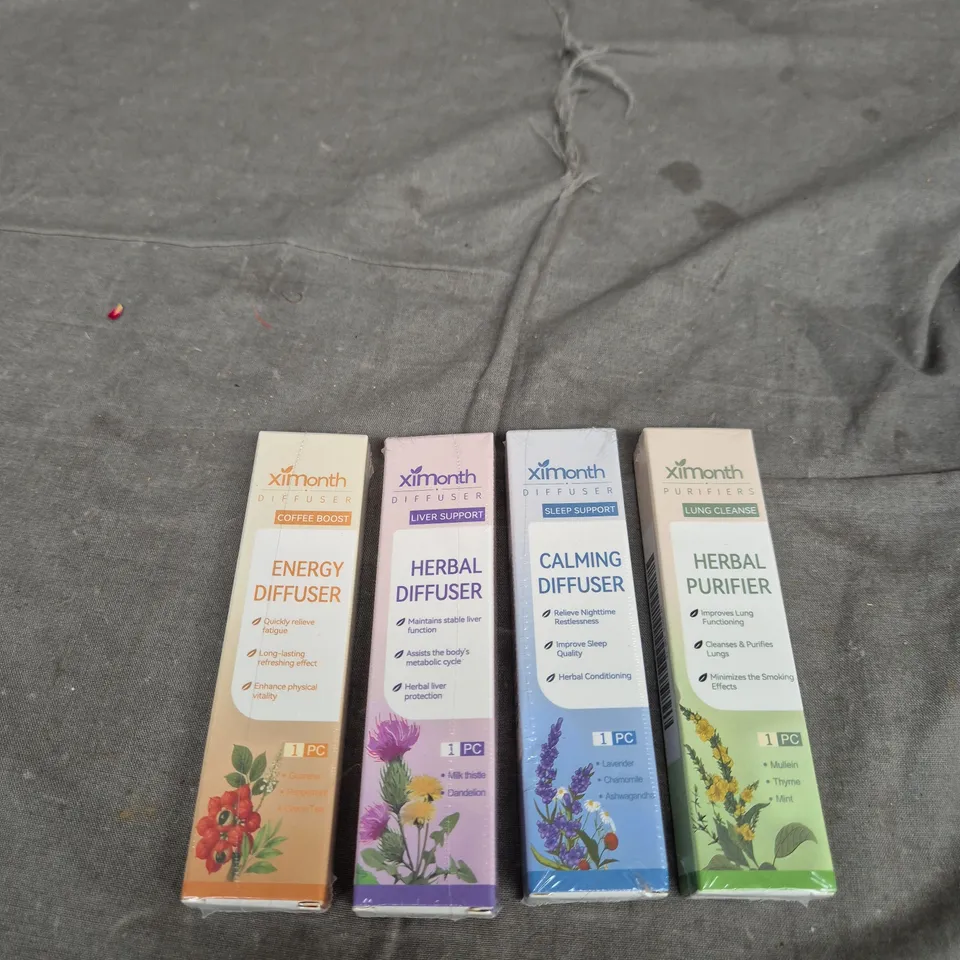 xiMonth
DIFFUSER
COFFEE BOOST
ENERGY
DIFFUSER
Quickly relieve
fatigue
Long-lasting
refreshing effect
Enhance physical
vitality
1 PC
xiMonth
DIFFUSER
LIVER SUPPORT
HERBAL
DIFFUSER
Maintains stable liver
function
Assists the body's
metabolic cycle
Herbal liver
protection
1 PC
• Milk thistle
• Dandelion
xiMonth
DIFFUSER
SLEEP SUPPORT
CALMING
DIFFUSER
Relieve Nighttime
Restlessness
Improve Sleep
Quality
Herbal Conditioning
1 PC
• Lavender
• Chamomile
• Ashwagandha
xiMonth
PURIFIERS
LUNG CLEANSE
HERBAL
PURIFIER
Improves Lung
Functioning
Cleanses & Purifies
Lungs
Minimizes the Smoking
Effects
1 PC
• Mullein
• Thyme
• Mint